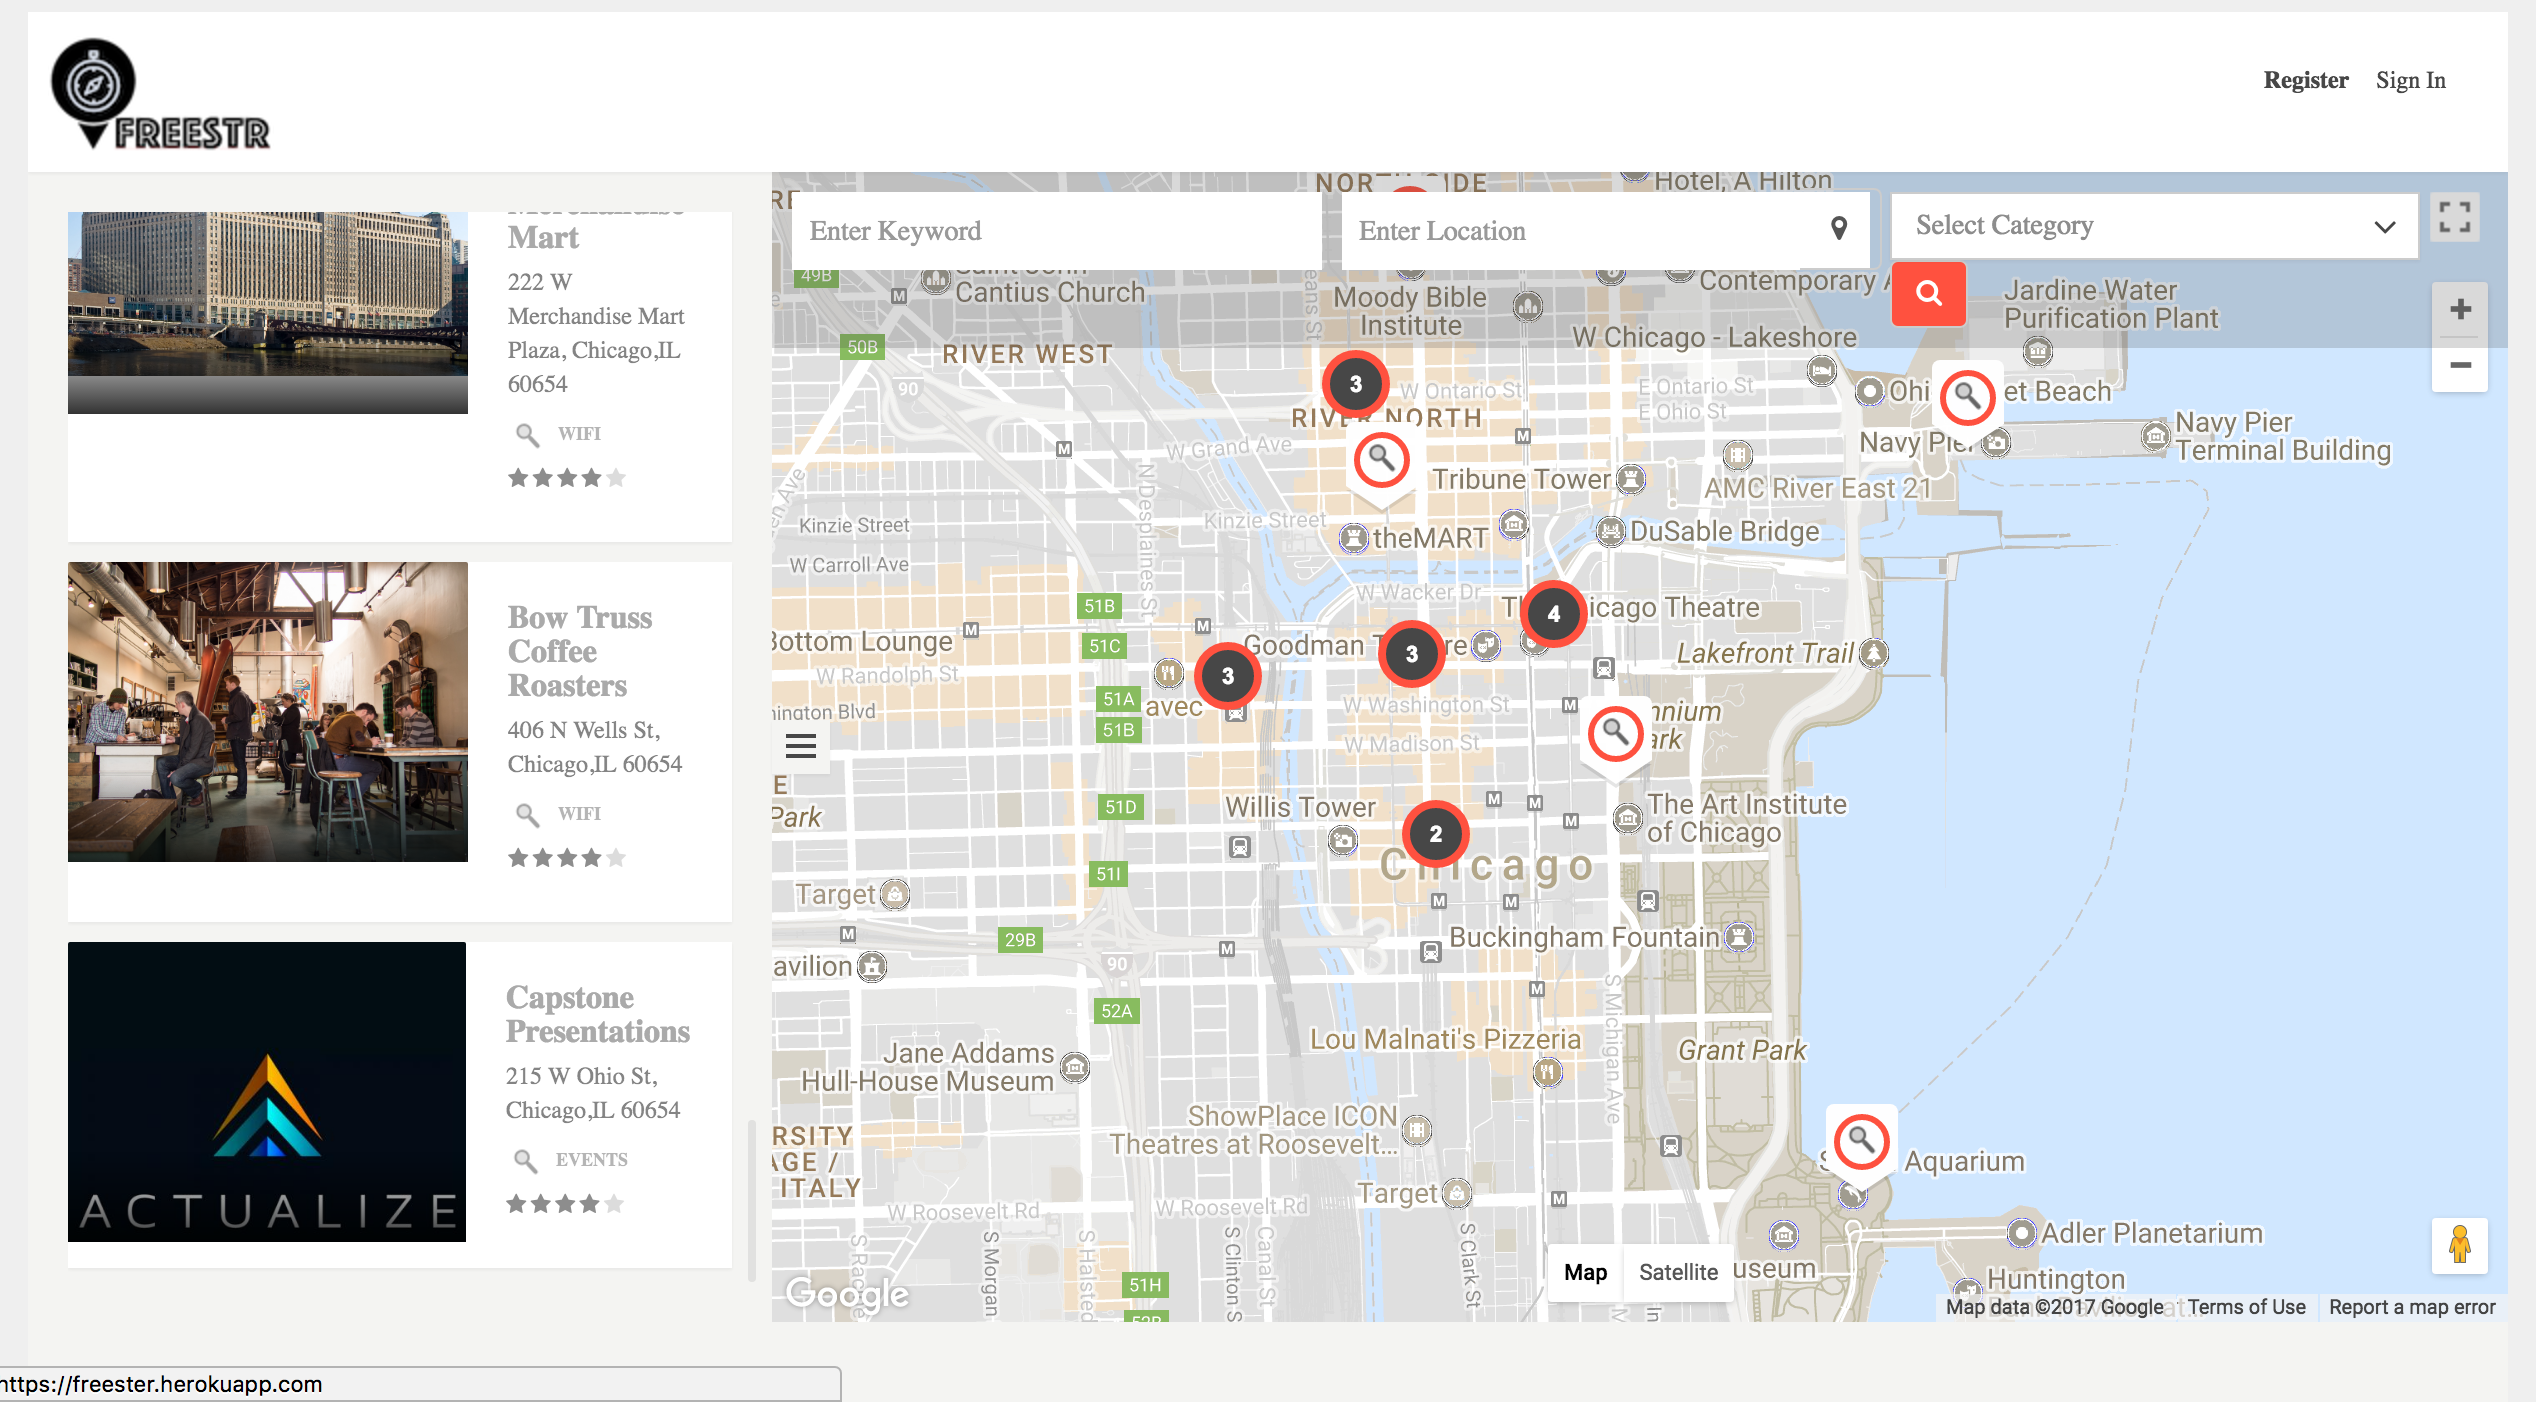 FREESTR
Register
Sign In
Merchandise
Mart
222 W
Merchandise Mart
Plaza, Chicago,IL
60654
WIFI
Bow Truss
Coffee
Roasters
406 N Wells St,
Chicago,IL 60654
WIFI
ACTUALIZE
Capstone
Presentations
215 W Ohio St,
Chicago,IL 60654
EVENTS
Enter Keyword
Enter Location
Select Category
Hotel, A Hilton
49B
Cantius Church
Moody Bible
Institute
Contemporary
Jardine Water
Purification Plant
50B
RIVER WEST
W Chicago - Lakeshore
90
3
W Ontario St
E Ontario St
E Ohio St
RIVER NORTH
et Beach
Navy Pier
Navy Pier
Terminal Building
W Grand Ave
N Desplaines St
Tribune Tower
AMC River East 21
Kinzie Street
Kinzie Street
theMART
DuSable Bridge
W Carroll Ave
W Wacker Dr
51B
4
icago Theatre
Bottom Lounge
51C
Goodman
3
re
Lakefront Trail
W Randolph St
3
51A
avec
W Washington St
51B
W Madison St
Park
51D
Willis Tower
The Art Institute
of Chicago
2
Chicago
51I
Target
29B
Buckingham Fountain
avilion
90
52A
S Michigan Ave
Lou Malnati's Pizzeria
Grant Park
Jane Addams
Hull-House Museum
ShowPlace ICON
Theatres at Roosevelt...
RSITY
AGE /
ITALY
Aquarium
Target
W Roosevelt Rd
W Roosevelt Rd
S Morgan
S Halsted
S Clinton S
Canal St
S Clark St
Adler Planetarium
Huntington
useum
51H
Map
Satellite
Google
Map data ©2017 Google
Terms of Use
Report a map error
https://freester.herokuapp.com